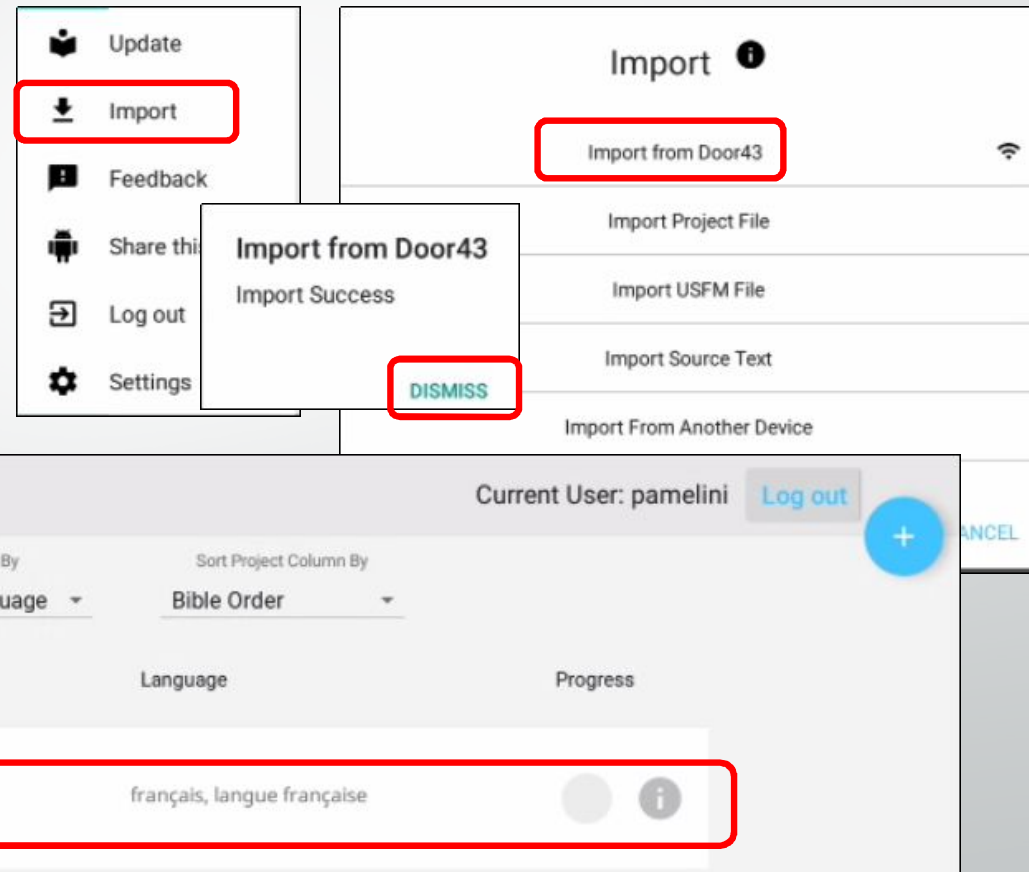 Update
Import
Feedback
Share this
Log out
Settings
Import from Door43
Import Success
DISMISS
Import
Import from Door43
Import Project File
Import USFM File
Import Source Text
Import From Another Device
ANCEL
Current User: pamelini Log out
+
By Sort Project Column By
uage Bible Order
Language Progress
français, langue française